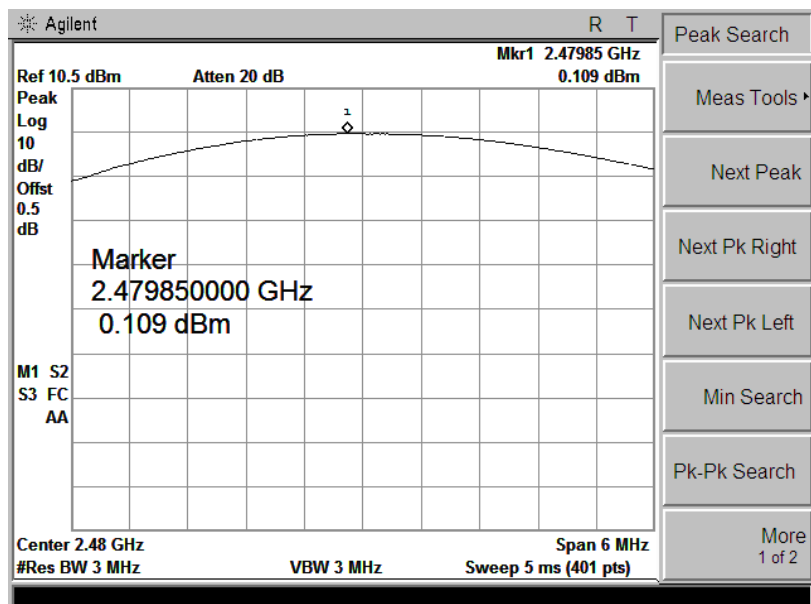 Agilent R T
Mkr1 2.47985 GHz
Ref 10.5 dBm Atten 20 dB 0.109 dBm
Peak
Log
10
dB/
Offst
0.5
dB
1
Marker
2.479850000 GHz
0.109 dBm
M1 S2
S3 FC
AA
Center 2.48 GHz Span 6 MHz
#Res BW 3 MHz VBW 3 MHz Sweep 5 ms (401 pts)
Peak Search
Meas Tools
Next Peak
Next Pk Right
Next Pk Left
Min Search
Pk-Pk Search
More
1 of 2